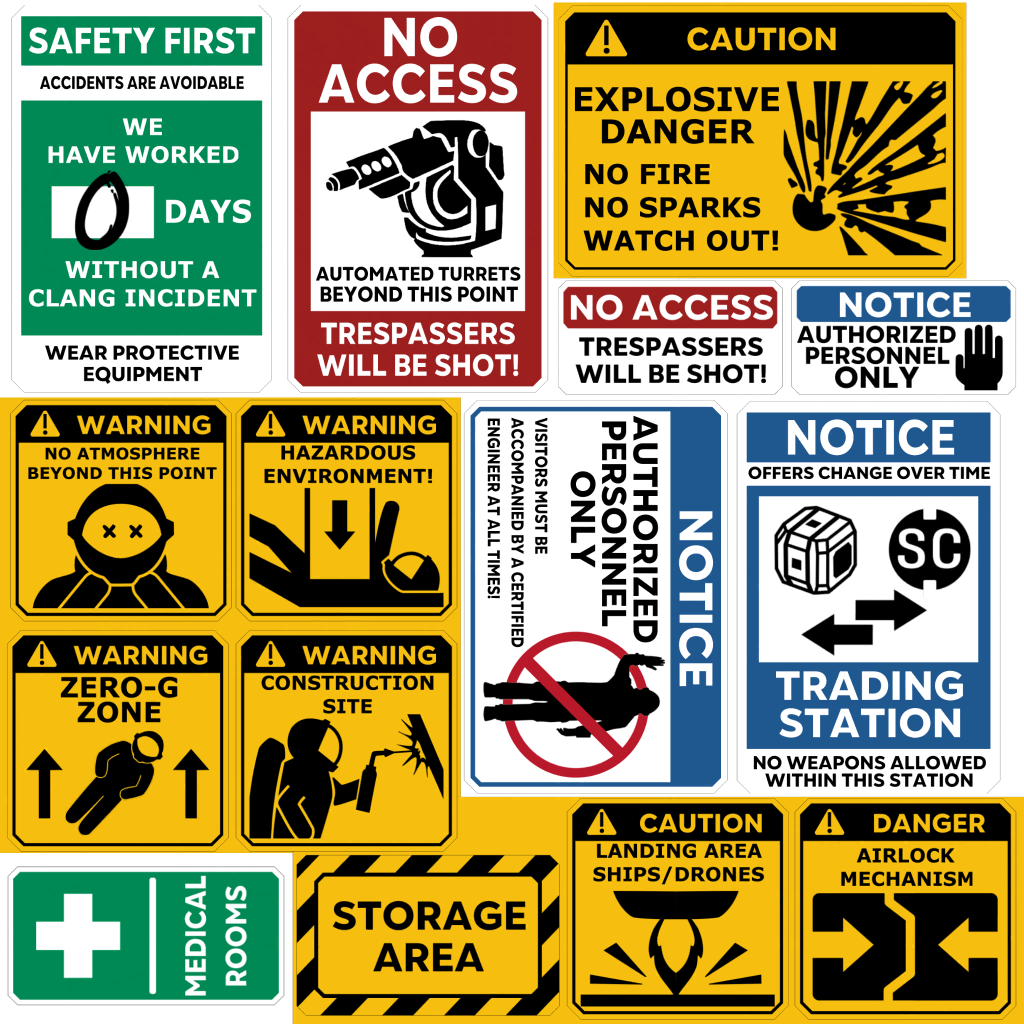 SAFETY FIRST
ACCIDENTS ARE AVOIDABLE
WE
HAVE WORKED
0 DAYS
WITHOUT A
CLANG INCIDENT
WEAR PROTECTIVE
EQUIPMENT
NO
ACCESS
AUTOMATED TURRETS
BEYOND THIS POINT
TRESPASSERS
WILL BE SHOT!
CAUTION
EXPLOSIVE
DANGER
NO FIRE
NO SPARKS
WATCH OUT!
NO ACCESS
TRESPASSERS
WILL BE SHOT!
NOTICE
AUTHORIZED
PERSONNEL
ONLY
WARNING
NO ATMOSPHERE
BEYOND THIS POINT
WARNING
HAZARDOUS
ENVIRONMENT!
WARNING
ZERO-G
ZONE
WARNING
CONSTRUCTION
SITE
NOTICE
AUTHORIZED
PERSONNEL
ONLY
VISITORS MUST BE
ACCOMPANIED BY A CERTIFIED
ENGINEER AT ALL TIMES!
NOTICE
OFFERS CHANGE OVER TIME
SC
TRADING
STATION
NO WEAPONS ALLOWED
WITHIN THIS STATION
MEDICAL
ROOMS
STORAGE
AREA
CAUTION
LANDING AREA
SHIPS/DRONES
DANGER
AIRLOCK
MECHANISM